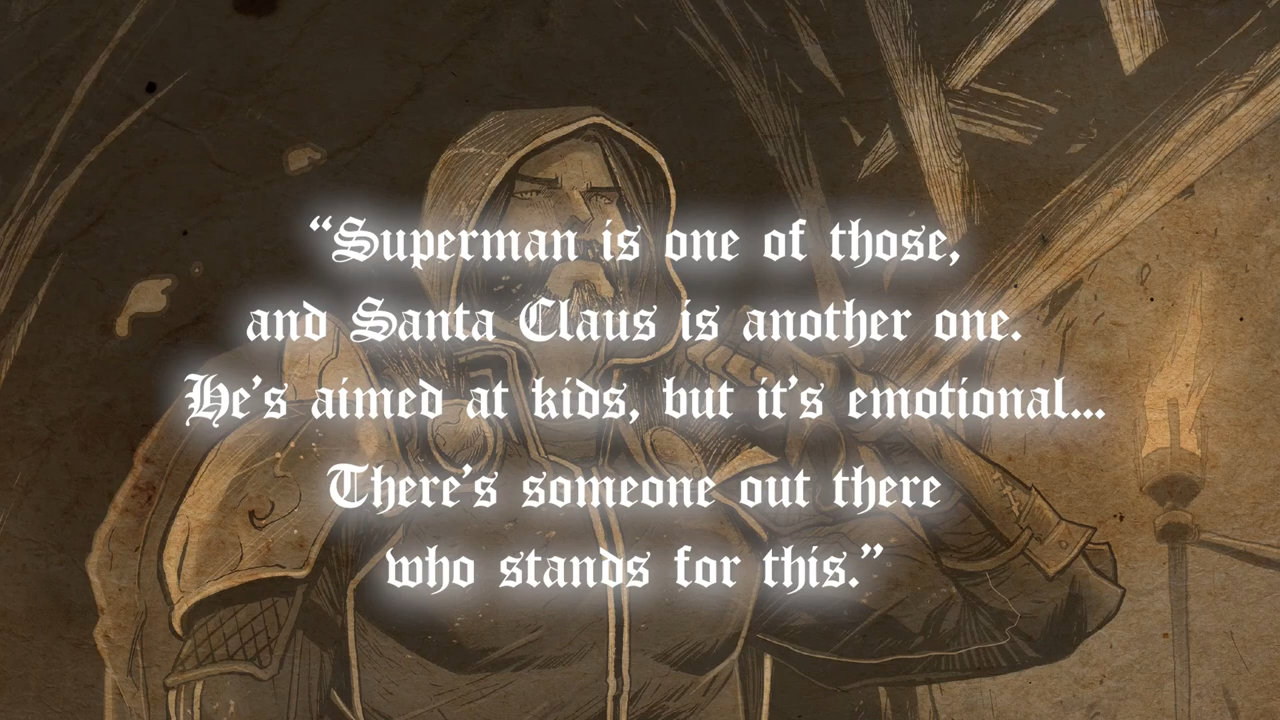 “Superman is one of those,
and Santa Claus is another one.
He’s aimed at kids, but it’s emotional...
There’s someone out there
who stands for this.”